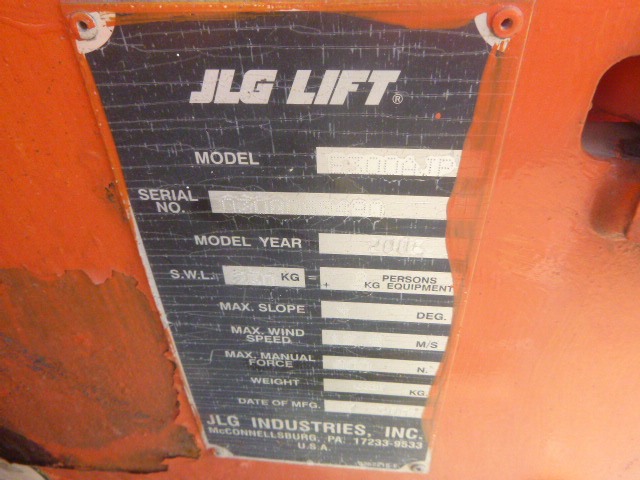 JLG LIFT®
MODEL E300AJP
SERIAL
NO.
MODEL YEAR
S.W.L. KG = PERSONS
+ KG EQUIPMENT
MAX. SLOPE DEG.
MAX. WIND
SPEED M/S
MAX. MANUAL
FORCE N.
WEIGHT KG
DATE OF MFG.
JLG INDUSTRIES, INC.
McCONNELLSBURG, PA. 17233-9533
U.S.A.